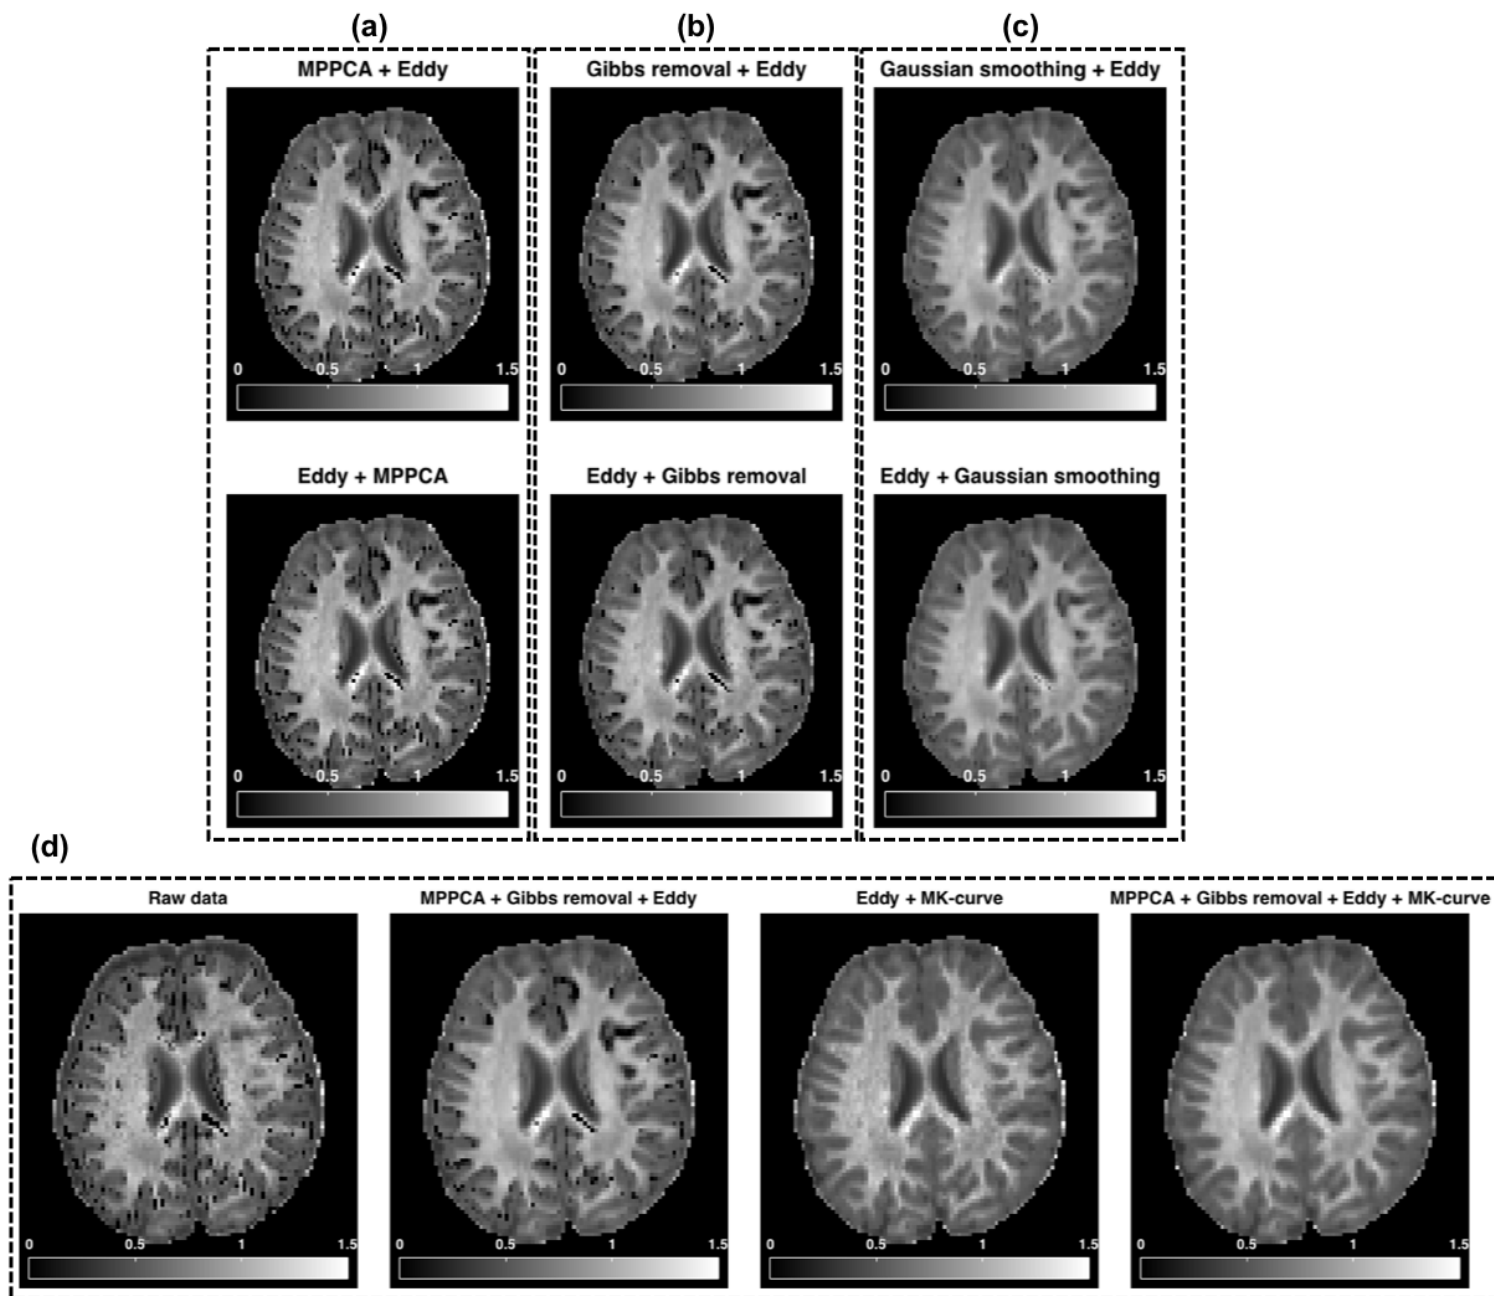 (a) (b) (c)
MPPCA + Eddy Gibbs removal + Eddy Gaussian smoothing + Eddy
0 0.5 1 1.5 0 0.5 1 1.5 0 0.5 1 1.5
Eddy + MPPCA Eddy + Gibbs removal Eddy + Gaussian smoothing
0 0.5 1 1.5 0 0.5 1 1.5 0 0.5 1 1.5
(d)
Raw data MPPCA + Gibbs removal + Eddy Eddy + MK-curve MPPCA + Gibbs removal + Eddy + MK-curve
0 0.5 1 1.5 0 0.5 1 1.5 0 0.5 1 1.5 0 0.5 1 1.5